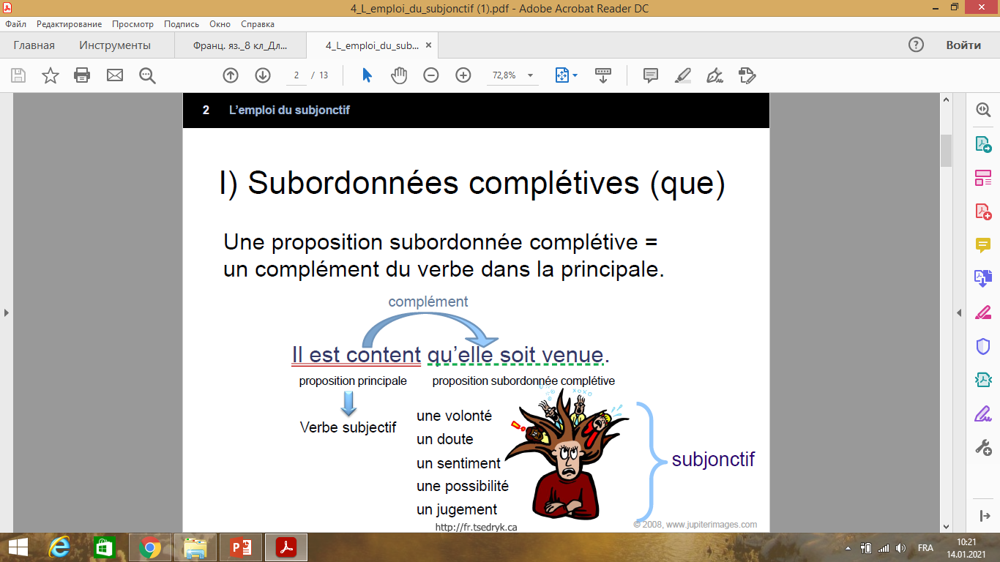 4_L_emploi_du_subjonctif (1).pdf - Adobe Acrobat Reader DC
Файл Редактирование Просмотр Подпись Окно Справка
Главная Инструменты Франц. яз._8 кл_Дл... 4_L_emploi_du_sub... × Войти
2 / 13 72,8%
2 L'emploi du subjonctif
I) Subordonnées complétives (que)
Une proposition subordonnée complétive =
un complément du verbe dans la principale.
complément
Il est content qu'elle soit venue.
proposition principale proposition subordonnée complétive
Verbe subjectif
une volonté
un doute
un sentiment
une possibilité
un jugement
xoxo
subjonctif
http://fr.tsedryk.ca
© 2008, www.jupiterimages.com
FRA
10:21
14.01.2021